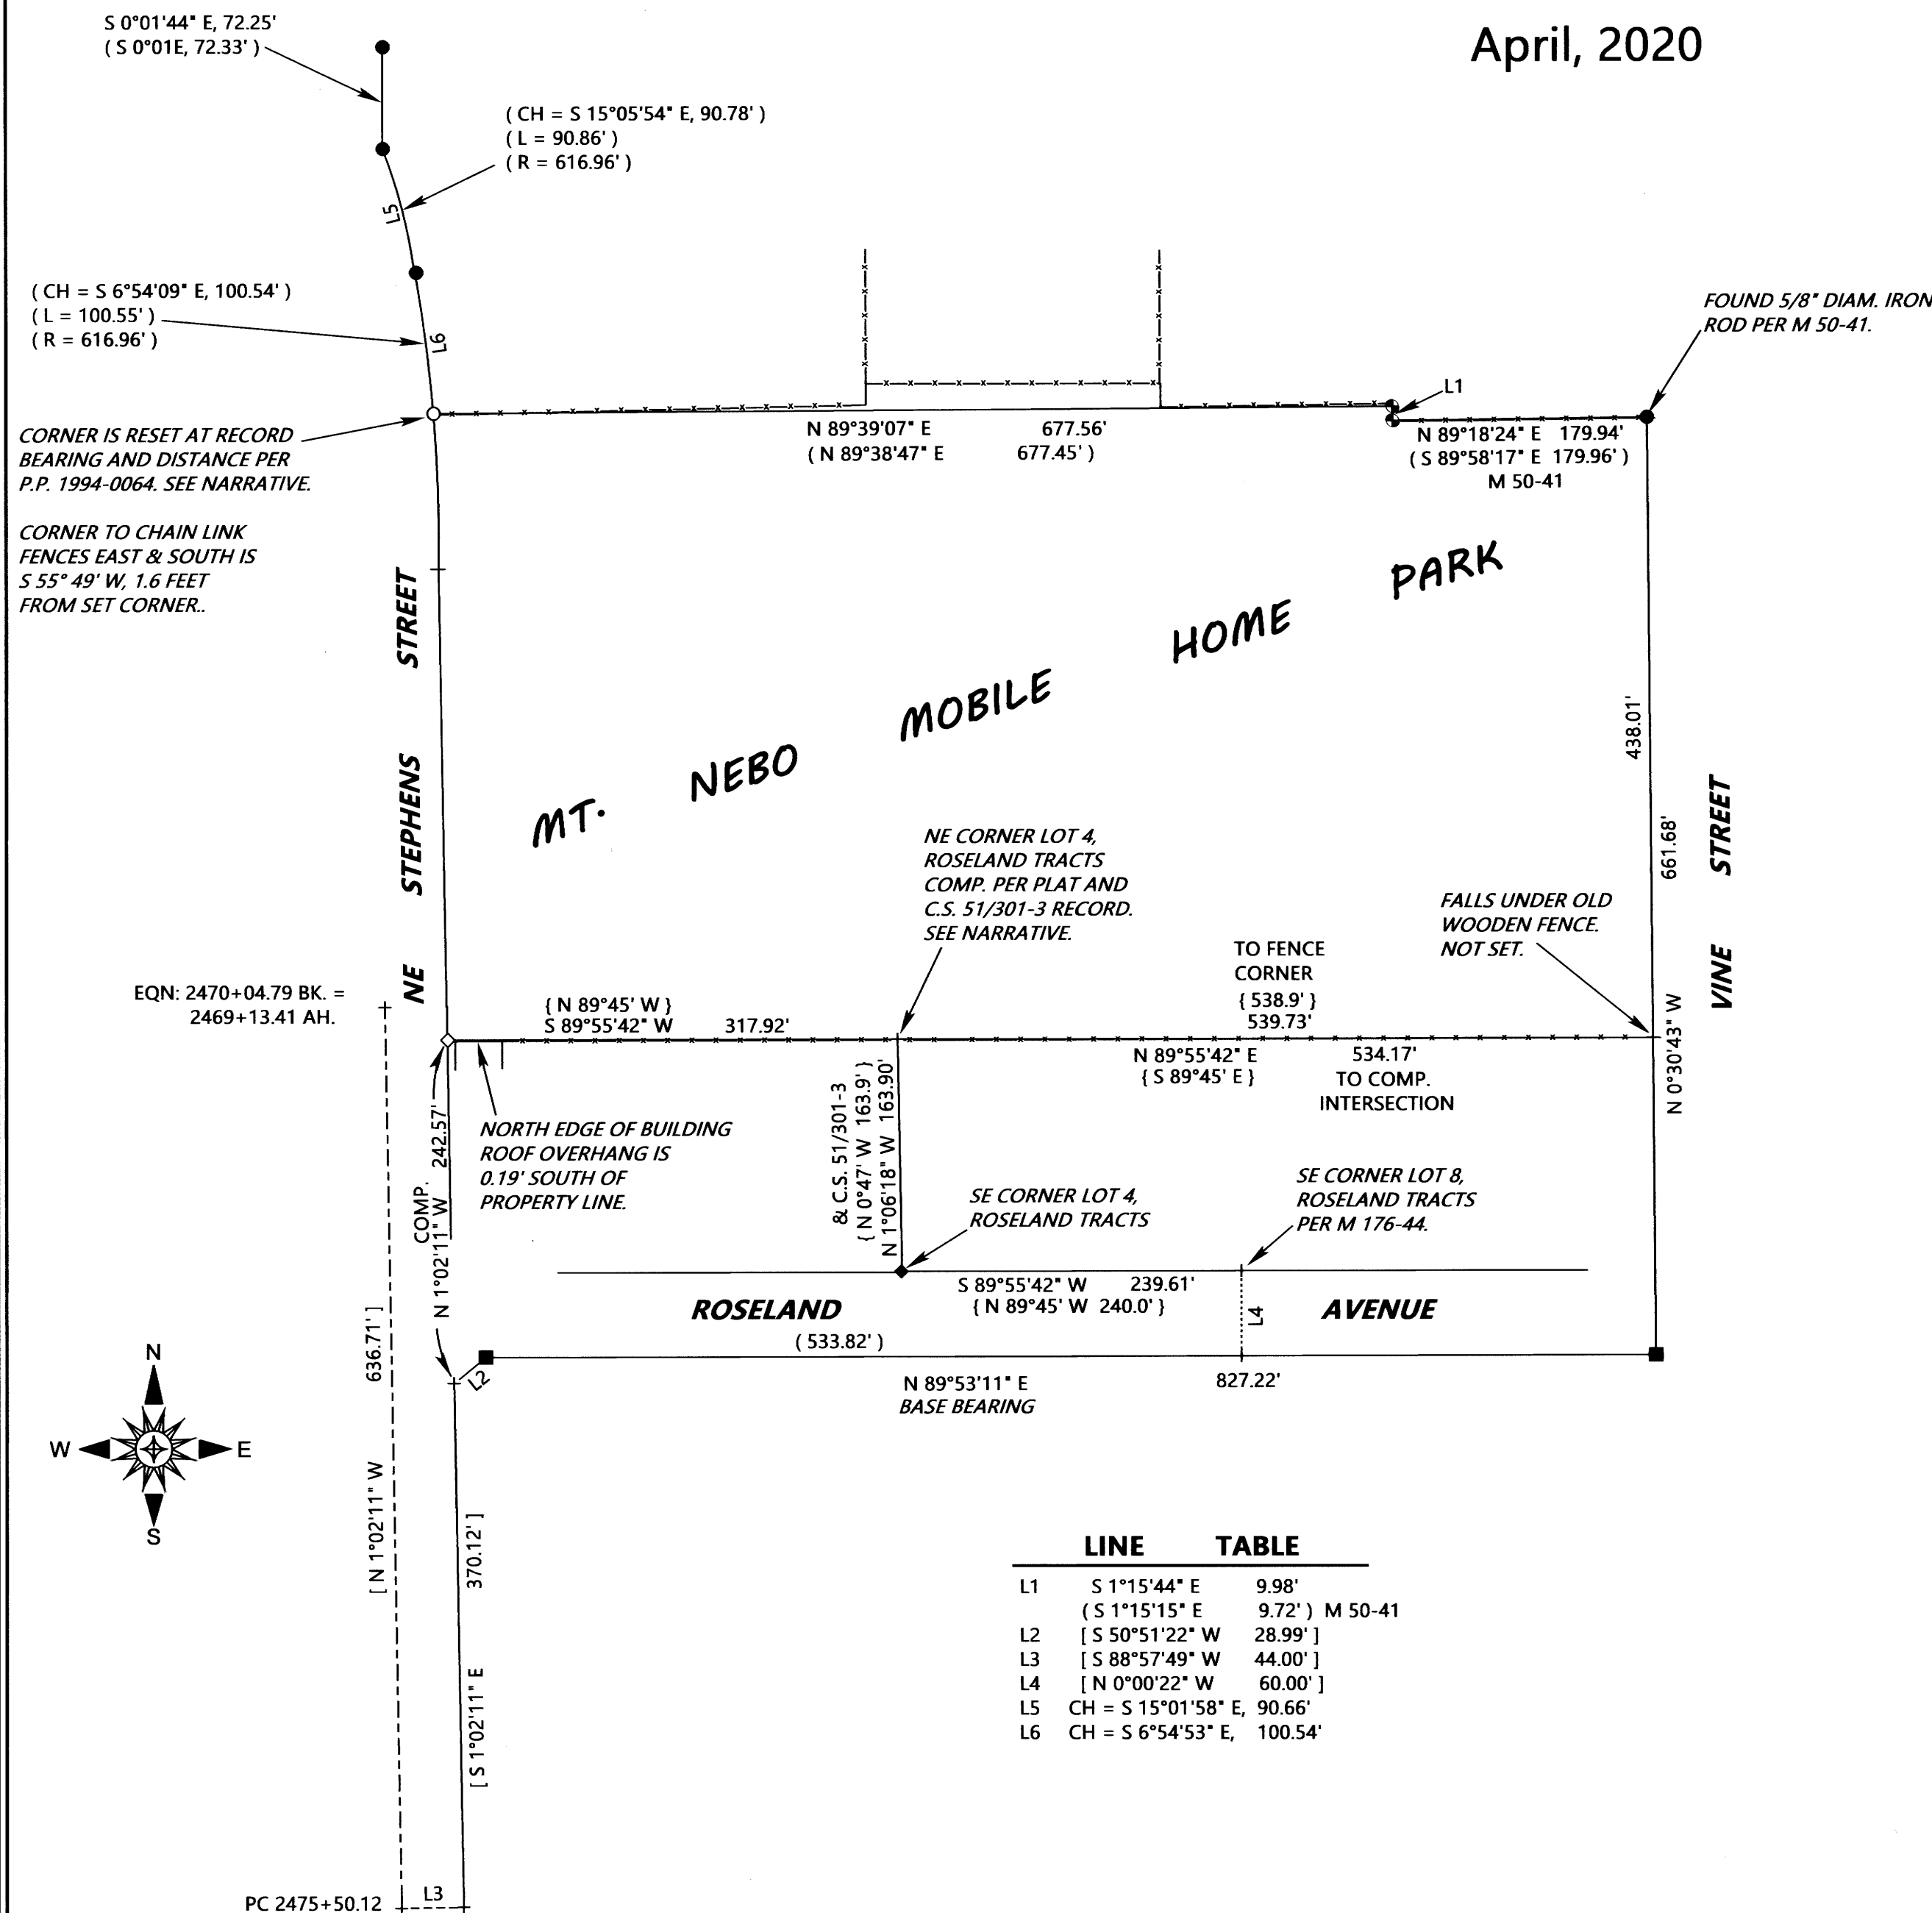 April, 2020
S 0°01'44" E, 72.25'
( S 0°01E, 72.33' )
( CH = S 15°05'54" E, 90.78' )
( L = 90.86' )
( R = 616.96' )
L5
( CH = S 6°54'09" E, 100.54' )
( L = 100.55' )
( R = 616.96' )
L6
FOUND 5/8" DIAM. IRON
ROD PER M 50-41.
L1
N 89°39'07" E 677.56'
( N 89°38'47" E 677.45' )
N 89°18'24" E 179.94'
( S 89°58'17" E 179.96' )
M 50-41
CORNER IS RESET AT RECORD
BEARING AND DISTANCE PER
P.P. 1994-0064. SEE NARRATIVE.
CORNER TO CHAIN LINK
FENCES EAST & SOUTH IS
S 55° 49' W, 1.6 FEET
FROM SET CORNER..
NE STEPHENS STREET
MT. NEBO MOBILE HOME PARK
438.01'
661.68'
N 0°30'43" W
VINE STREET
NE CORNER LOT 4,
ROSELAND TRACTS
COMP. PER PLAT AND
C.S. 51/301-3 RECORD.
SEE NARRATIVE.
FALLS UNDER OLD
WOODEN FENCE.
NOT SET.
TO FENCE
CORNER
{ 538.9' }
539.73'
EQN: 2470+04.79 BK. =
2469+13.41 AH.
{ N 89°45' W }
S 89°55'42" W 317.92'
N 89°55'42" E 534.17'
{ S 89°45' E }
TO COMP.
INTERSECTION
& C.S. 51/301-3
{ N 0°47' W 163.9' }
N 1°06'18" W 163.90'
NORTH EDGE OF BUILDING
ROOF OVERHANG IS
0.19' SOUTH OF
PROPERTY LINE.
COMP.
N 1°02'11" W 242.57'
SE CORNER LOT 4,
ROSELAND TRACTS
SE CORNER LOT 8,
ROSELAND TRACTS
PER M 176-44.
S 89°55'42" W 239.61'
{ N 89°45' W 240.0' }
ROSELAND AVENUE
L4
( 533.82' )
L2
N 89°53'11" E 827.22'
BASE BEARING
[ N 1°02'11" W 636.71' ]
N
W E
S
[ S 1°02'11" E 370.12' ]
LINE TABLE
L1 S 1°15'44" E 9.98'
( S 1°15'15" E 9.72' ) M 50-41
L2 [ S 50°51'22" W 28.99' ]
L3 [ S 88°57'49" W 44.00' ]
L4 [ N 0°00'22" W 60.00' ]
L5 CH = S 15°01'58" E, 90.66'
L6 CH = S 6°54'53" E, 100.54'
L3
PC 2475+50.12